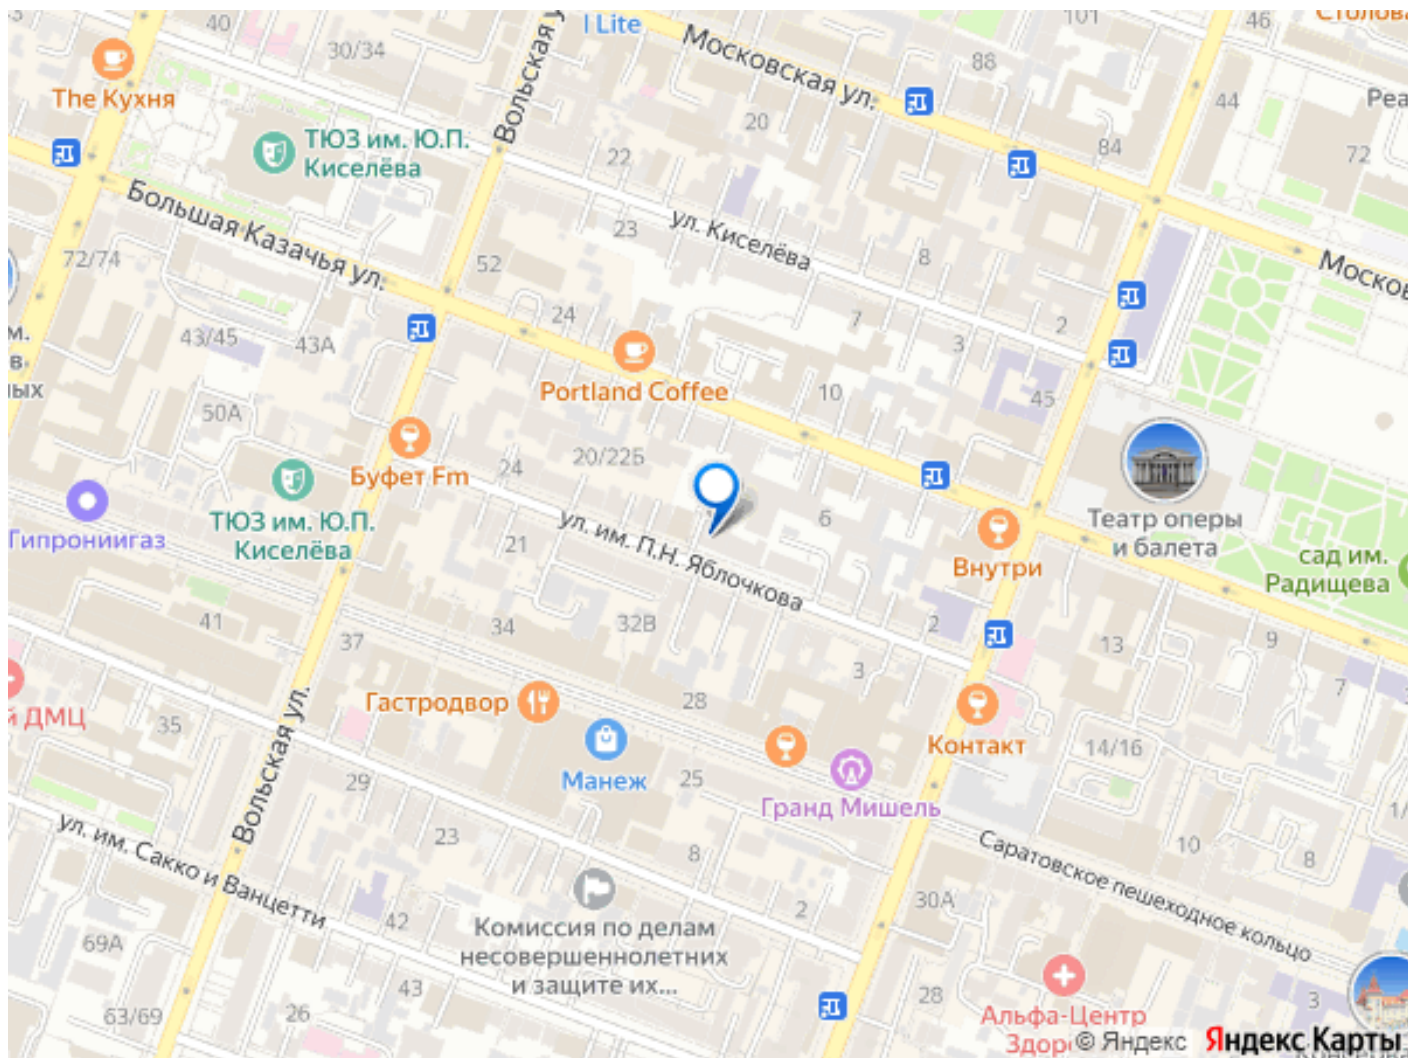 40
30/34
Вольская у
l Lite
Московская ул.
101
46
Столова
88
44
Реа
The Кухня
20
84
72
ТЮЗ им. Ю.П.
Киселёва
22
Большая Казачья ул.
23
ул. Киселёва
8
72/74
52
Москов
24
7
2
3
м.
в.
ных
43/45
43А
Portland Coffee
10
45
50А
20/22Б
24
Буфет Fm
ТЮЗ им. Ю.П.
Киселёва
Гипрониигаз
ул. им. П.Н. Яблочкова
21
6
Внутри
Театр оперы
и балета
сад им.
Радищева
41
37
34
32В
2
13
9
3
7
й ДМЦ
35
Гастродвор
28
Контакт
14/16
Вольская ул.
29
Манеж
25
Гранд Мишель
1/
ул. им. Сакко и Ванцетти
23
8
Саратовское пешеходное кольцо
10
8
42
Комиссия по делам
несовершеннолетних
и защите их...
2
30А
69А
43
28
3
63/69
26
Альфа-Центр
Здоро
© Яндекс
Яндекс Карты